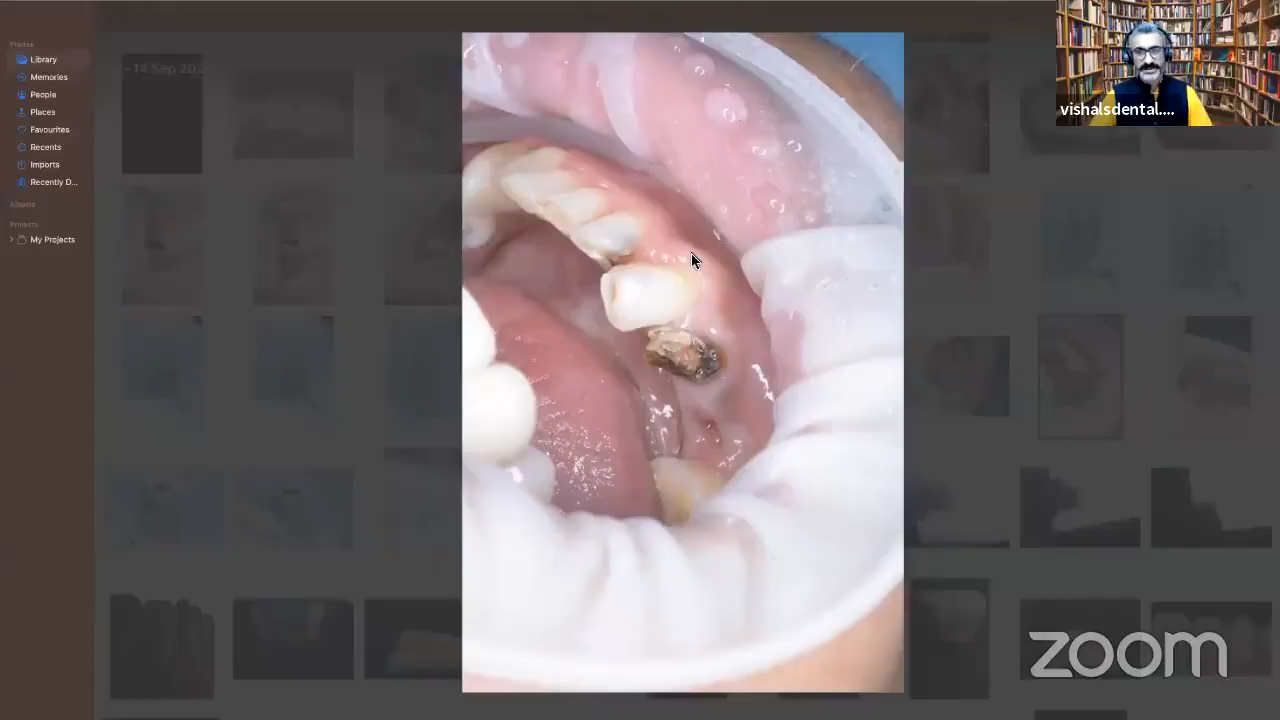 Photos
Library
Memories
People
Places
Favourites
Recents
Imports
Recently D...
Albums
Projects
My Projects
vishalsdental....
zoom